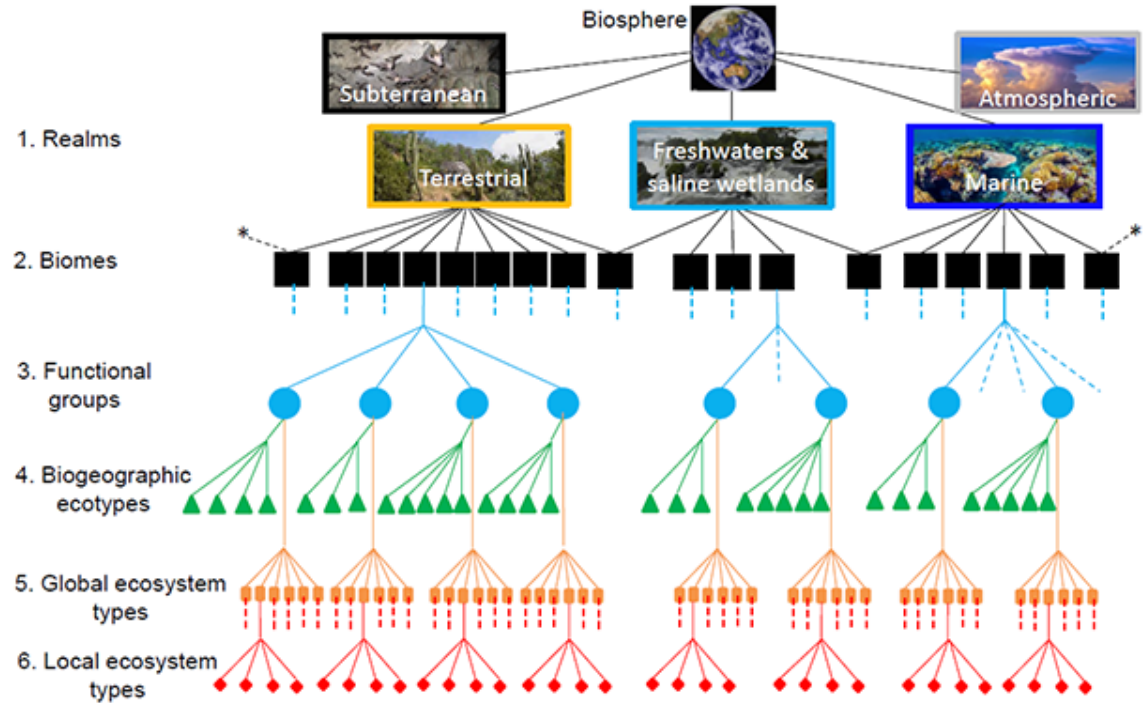 Biosphere
Subterranean
Atmospheric
1. Realms
Terrestrial
Freshwaters &
saline wetlands
Marine
*
*
2. Biomes
3. Functional
groups
4. Biogeographic
ecotypes
5. Global ecosystem
types
6. Local ecosystem
types